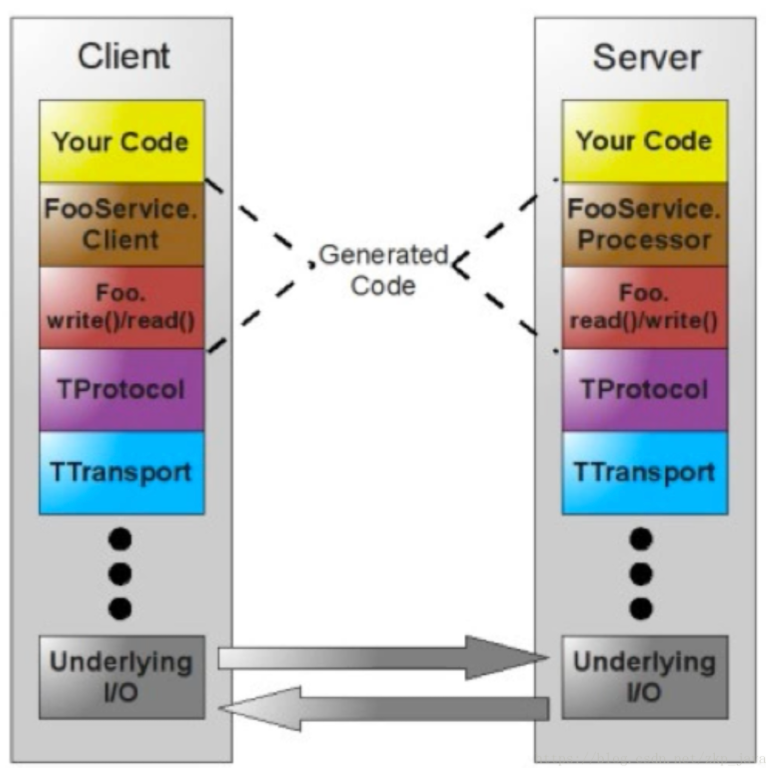 Client
Your Code
FooService.
Client
Foo.
write()/read()
TProtocol
TTransport
Underlying
I/O
Generated
Code
Server
Your Code
FooService.
Processor
Foo.
read()/write()
TProtocol
TTransport
Underlying
I/O